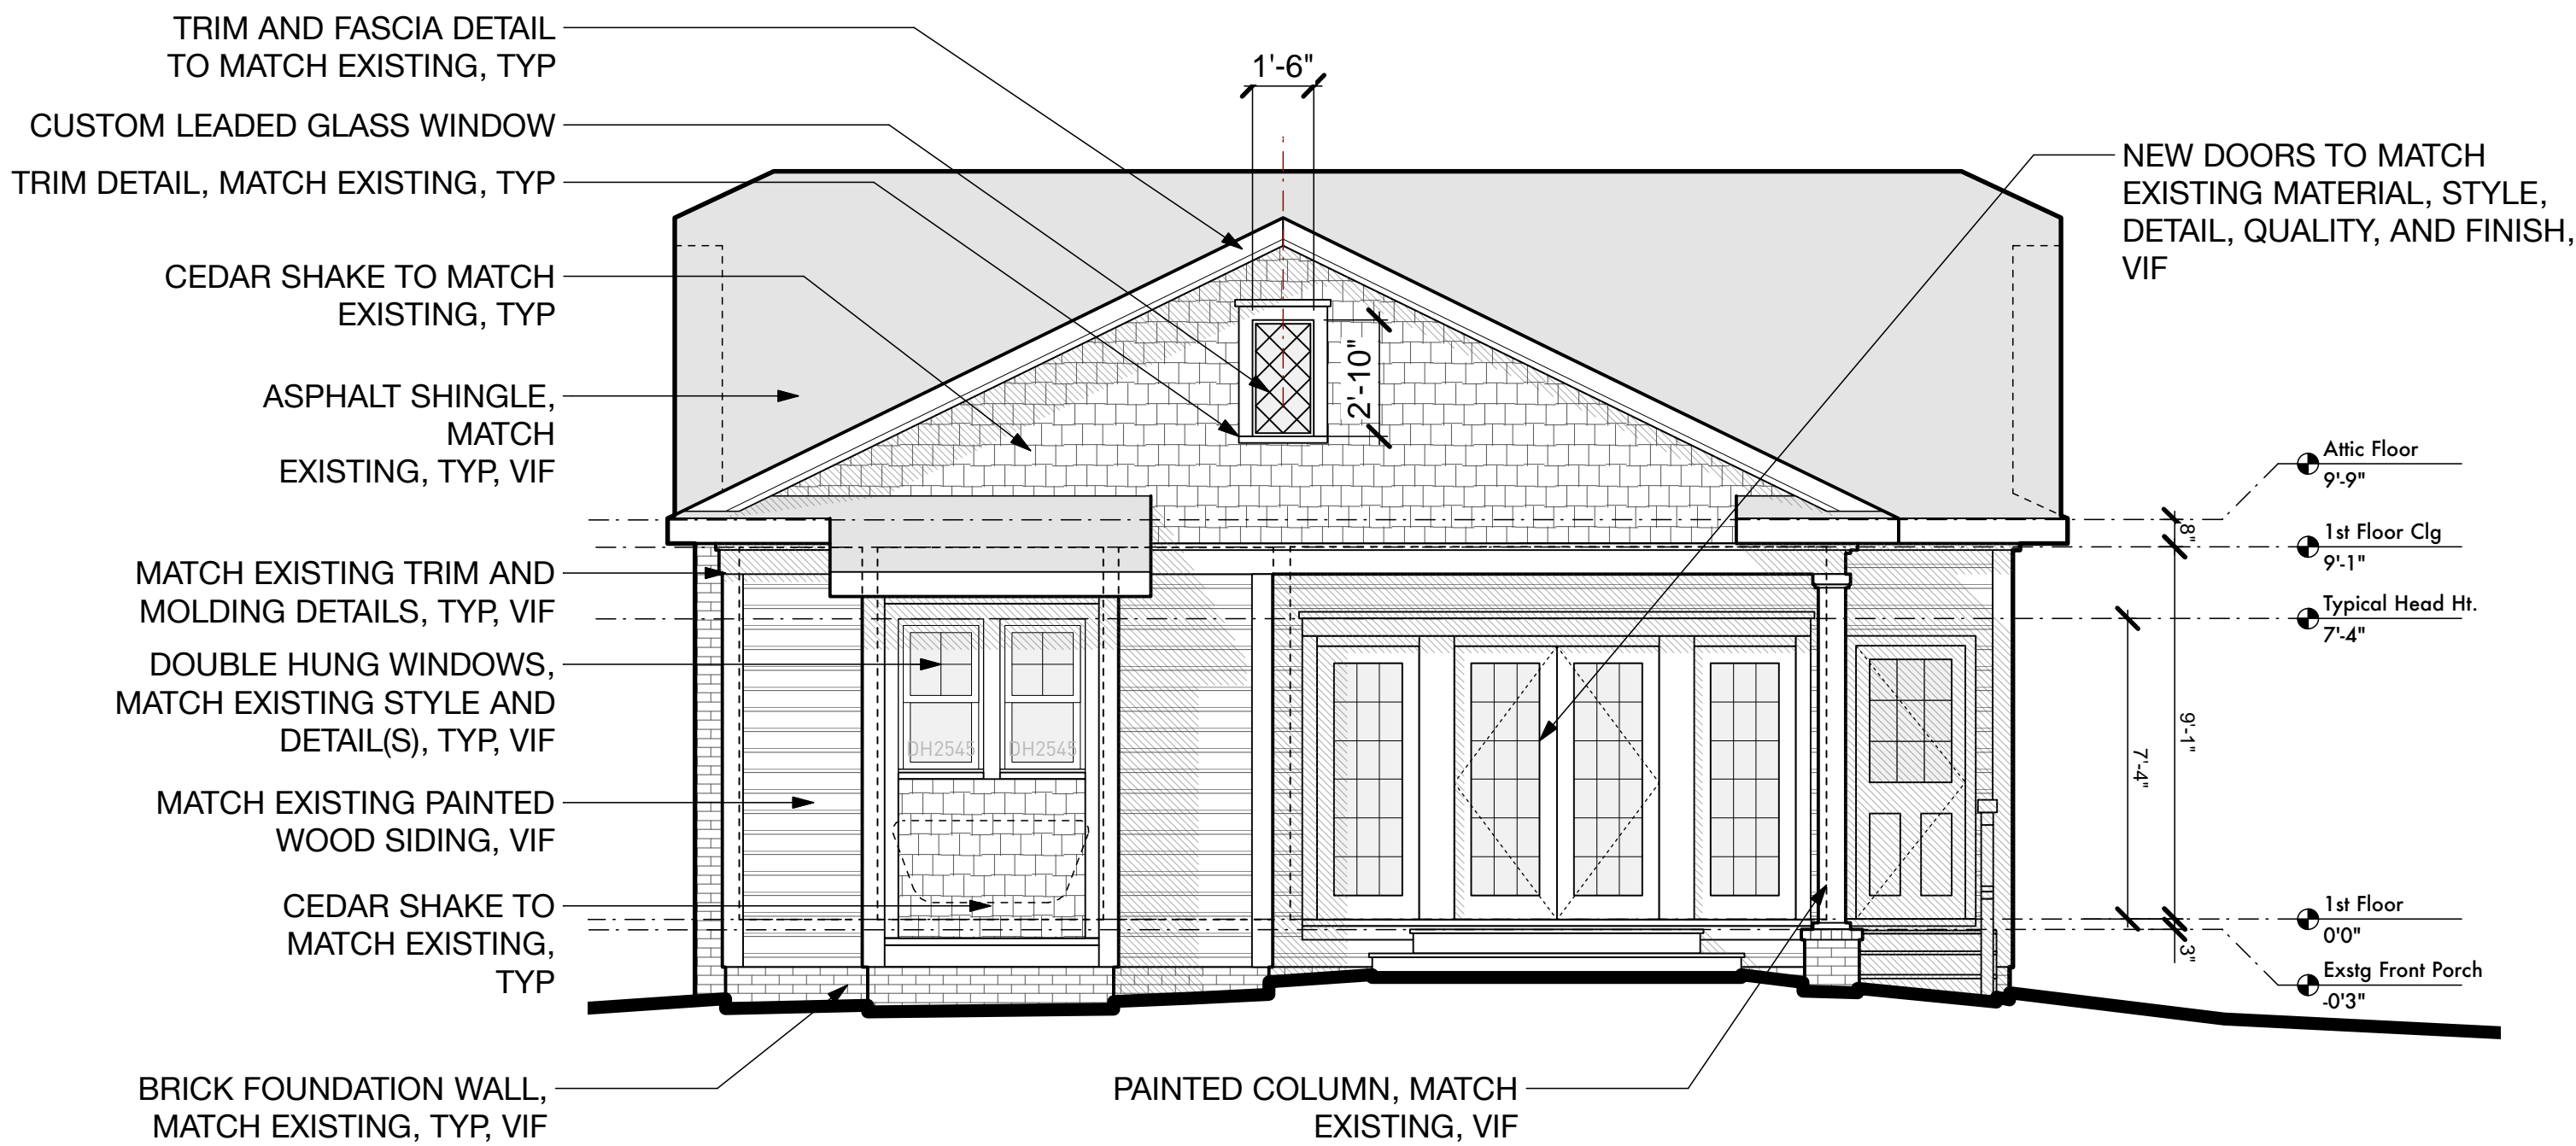 TRIM AND FASCIA DETAIL
TO MATCH EXISTING, TYP
CUSTOM LEADED GLASS WINDOW
TRIM DETAIL, MATCH EXISTING, TYP
CEDAR SHAKE TO MATCH
EXISTING, TYP
ASPHALT SHINGLE,
MATCH
EXISTING, TYP, VIF
MATCH EXISTING TRIM AND
MOLDING DETAILS, TYP, VIF
DOUBLE HUNG WINDOWS,
MATCH EXISTING STYLE AND
DETAIL(S), TYP, VIF
MATCH EXISTING PAINTED
WOOD SIDING, VIF
CEDAR SHAKE TO
MATCH EXISTING,
TYP
BRICK FOUNDATION WALL,
MATCH EXISTING, TYP, VIF
1'-6"
2'-10"
DH2545
DH2545
PAINTED COLUMN, MATCH
EXISTING, VIF
NEW DOORS TO MATCH
EXISTING MATERIAL, STYLE,
DETAIL, QUALITY, AND FINISH,
VIF
8"
9'-1"
7'-4"
3"
Attic Floor
9'-9"
1st Floor Clg
9'-1"
Typical Head Ht.
7'-4"
1st Floor
0'0"
Exstg Front Porch
-0'3"